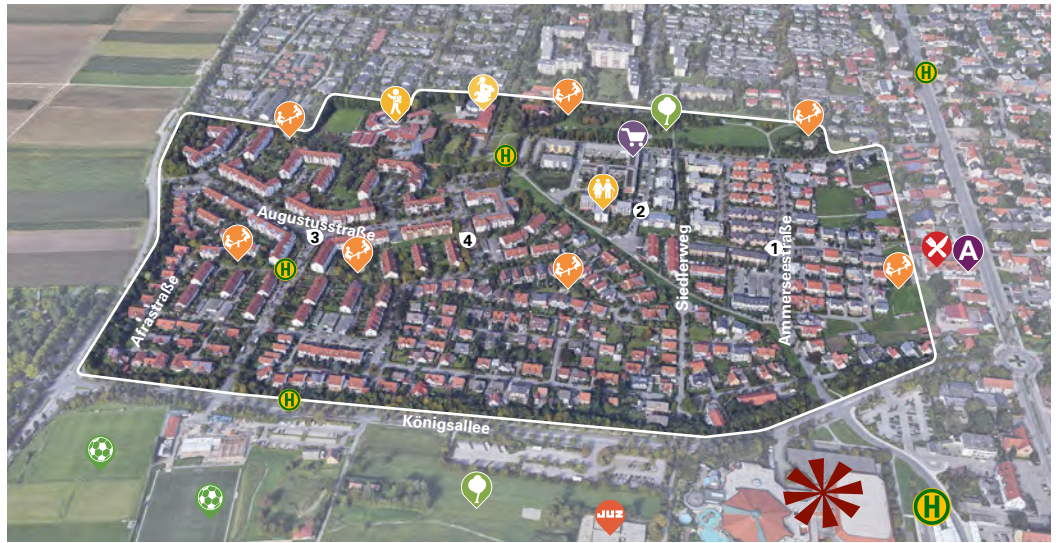 H
H
2
Augustusstraße
3
4
1
H
A
Siedlerweg
Ammerseestraße
Afrastraße
H
Königsallee
JUZ
H